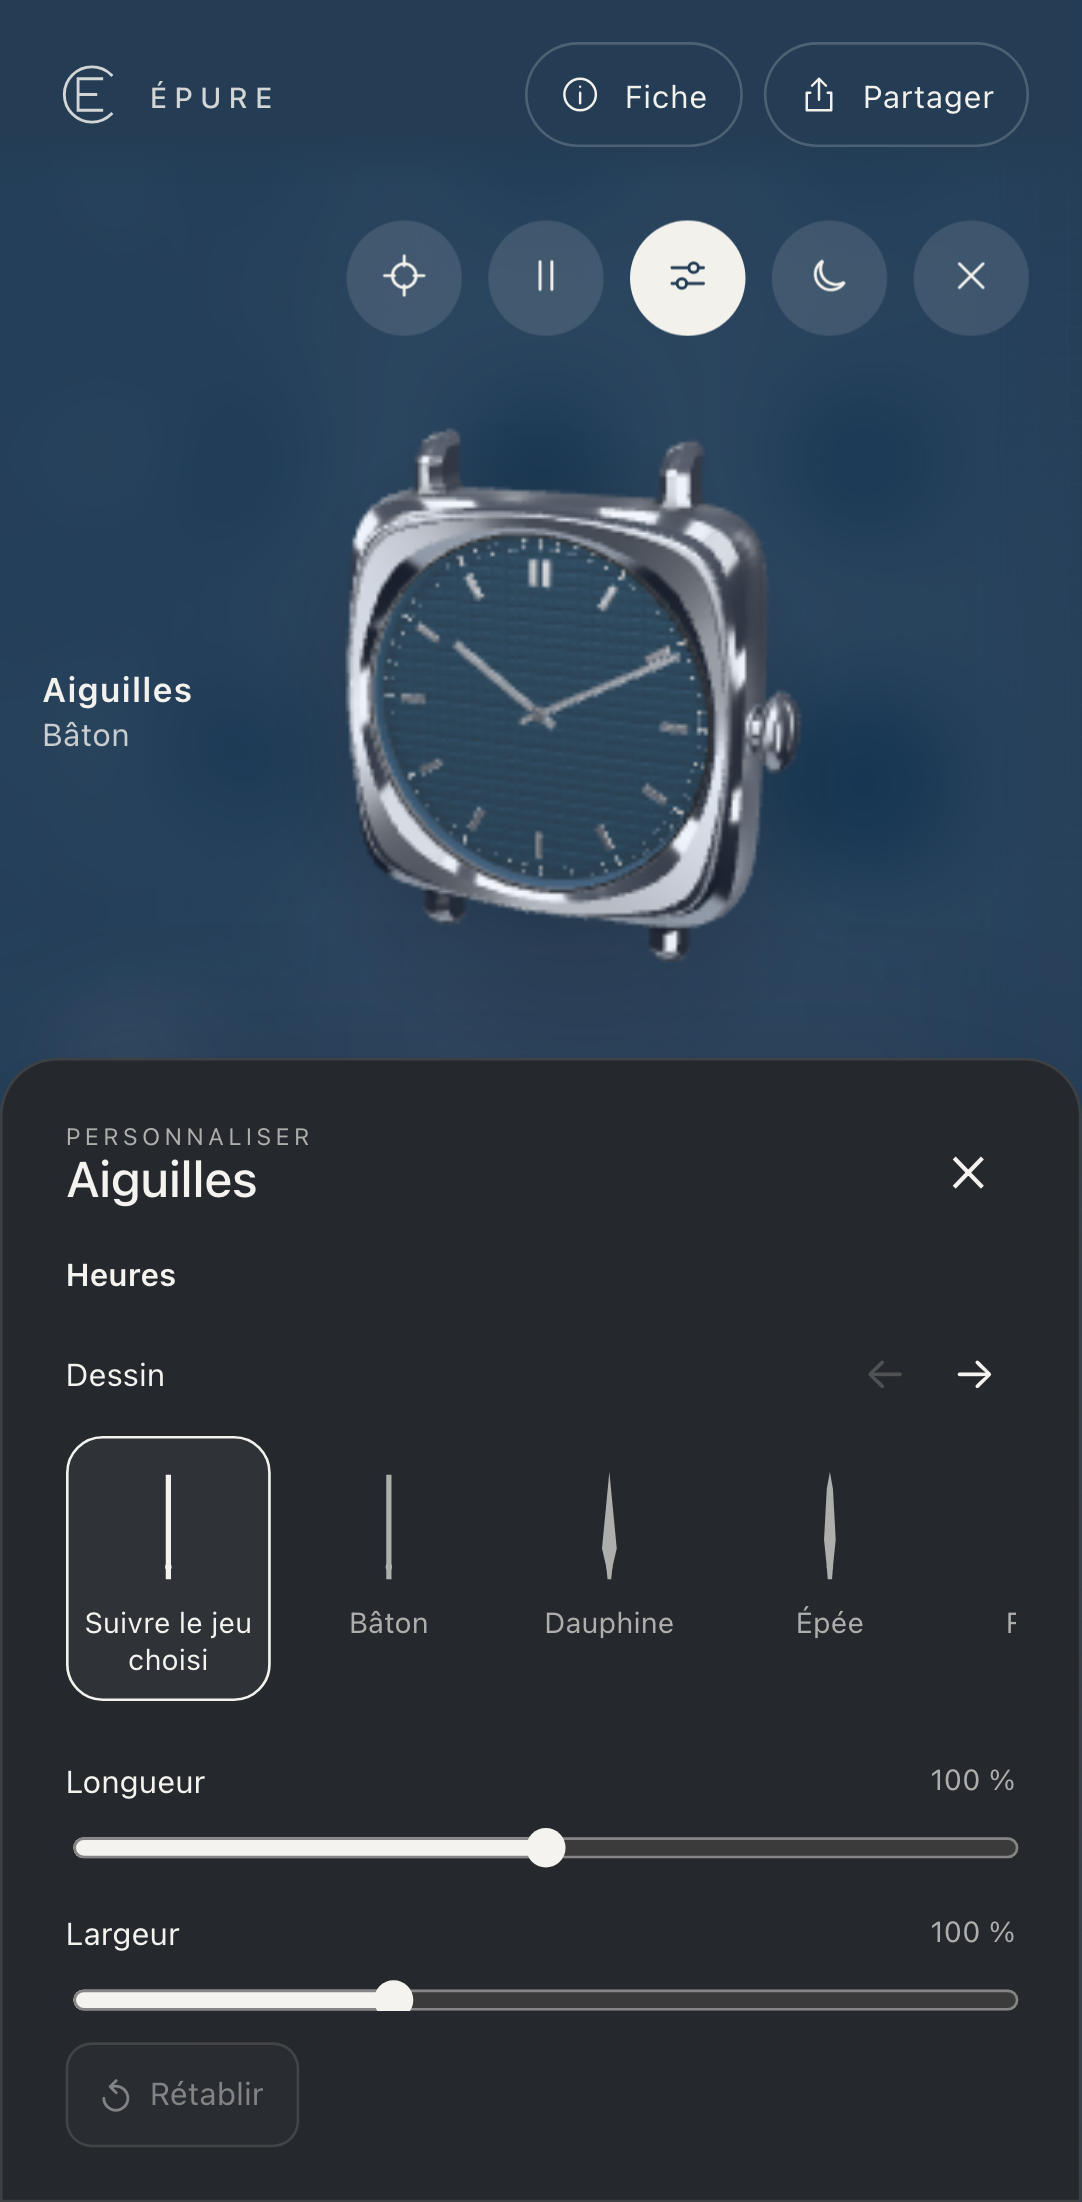 ÉPURE
Fiche
Partager
Aiguilles
Bâton
PERSONNALISER
Aiguilles
Heures
Dessin
Suivre le jeu
choisi
Bâton
Dauphine
Épée
Longueur
100 %
Largeur
100 %
Rétablir